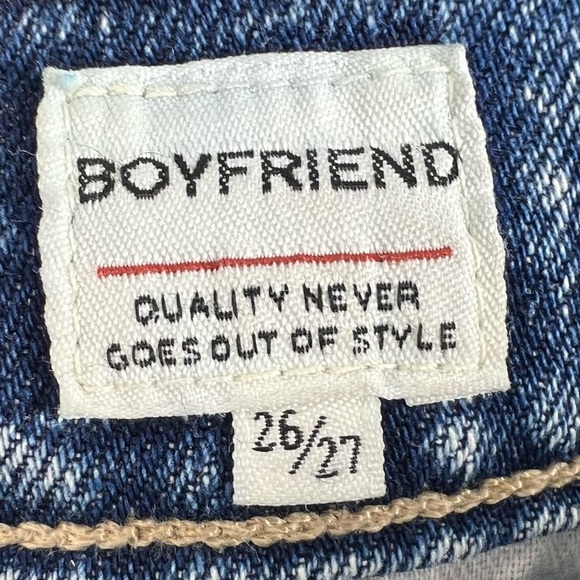 BOYFRIEND
QUALITY NEVER
GOES OUT OF STYLE
26/27